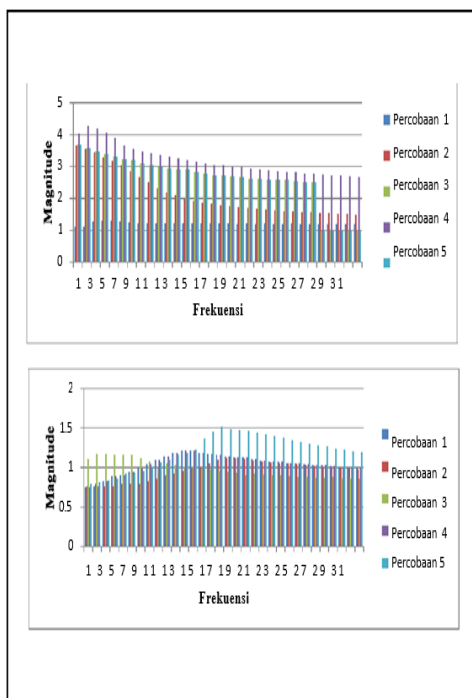 5
4
3
2
1
0
Magnitude
1 3 5 7 9 11 13 15 17 19 21 23 25 27 29 31
Frekuensi
Percobaan 1
Percobaan 2
Percobaan 3
Percobaan 4
Percobaan 5
2
1.5
1
0.5
0
Magnitude
1 3 5 7 9 11 13 15 17 19 21 23 25 27 29 31
Frekuensi
Percobaan 1
Percobaan 2
Percobaan 3
Percobaan 4
Percobaan 5